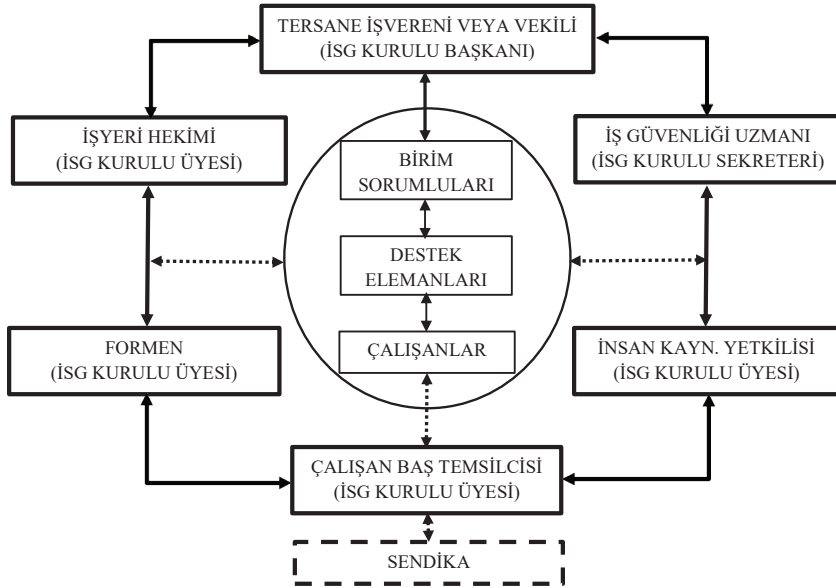 TERSANE İŞVERENİ VEYA VEKİLİ
(İSG KURULU BAŞKANI)
İŞYERİ HEKİMİ
(İSG KURULU ÜYESİ)
İŞ GÜVENLİĞİ UZMANI
(İSG KURULU SEKRETERİ)
BİRİM
SORUMLULARI
DESTEK
ELEMANLARI
ÇALIŞANLAR
FORMEN
(İSG KURULU ÜYESİ)
İNSAN KAYN. YETKİLİSİ
(İSG KURULU ÜYESİ)
ÇALIŞAN BAŞ TEMSİLCİSİ
(İSG KURULU ÜYESİ)
SENDİKA